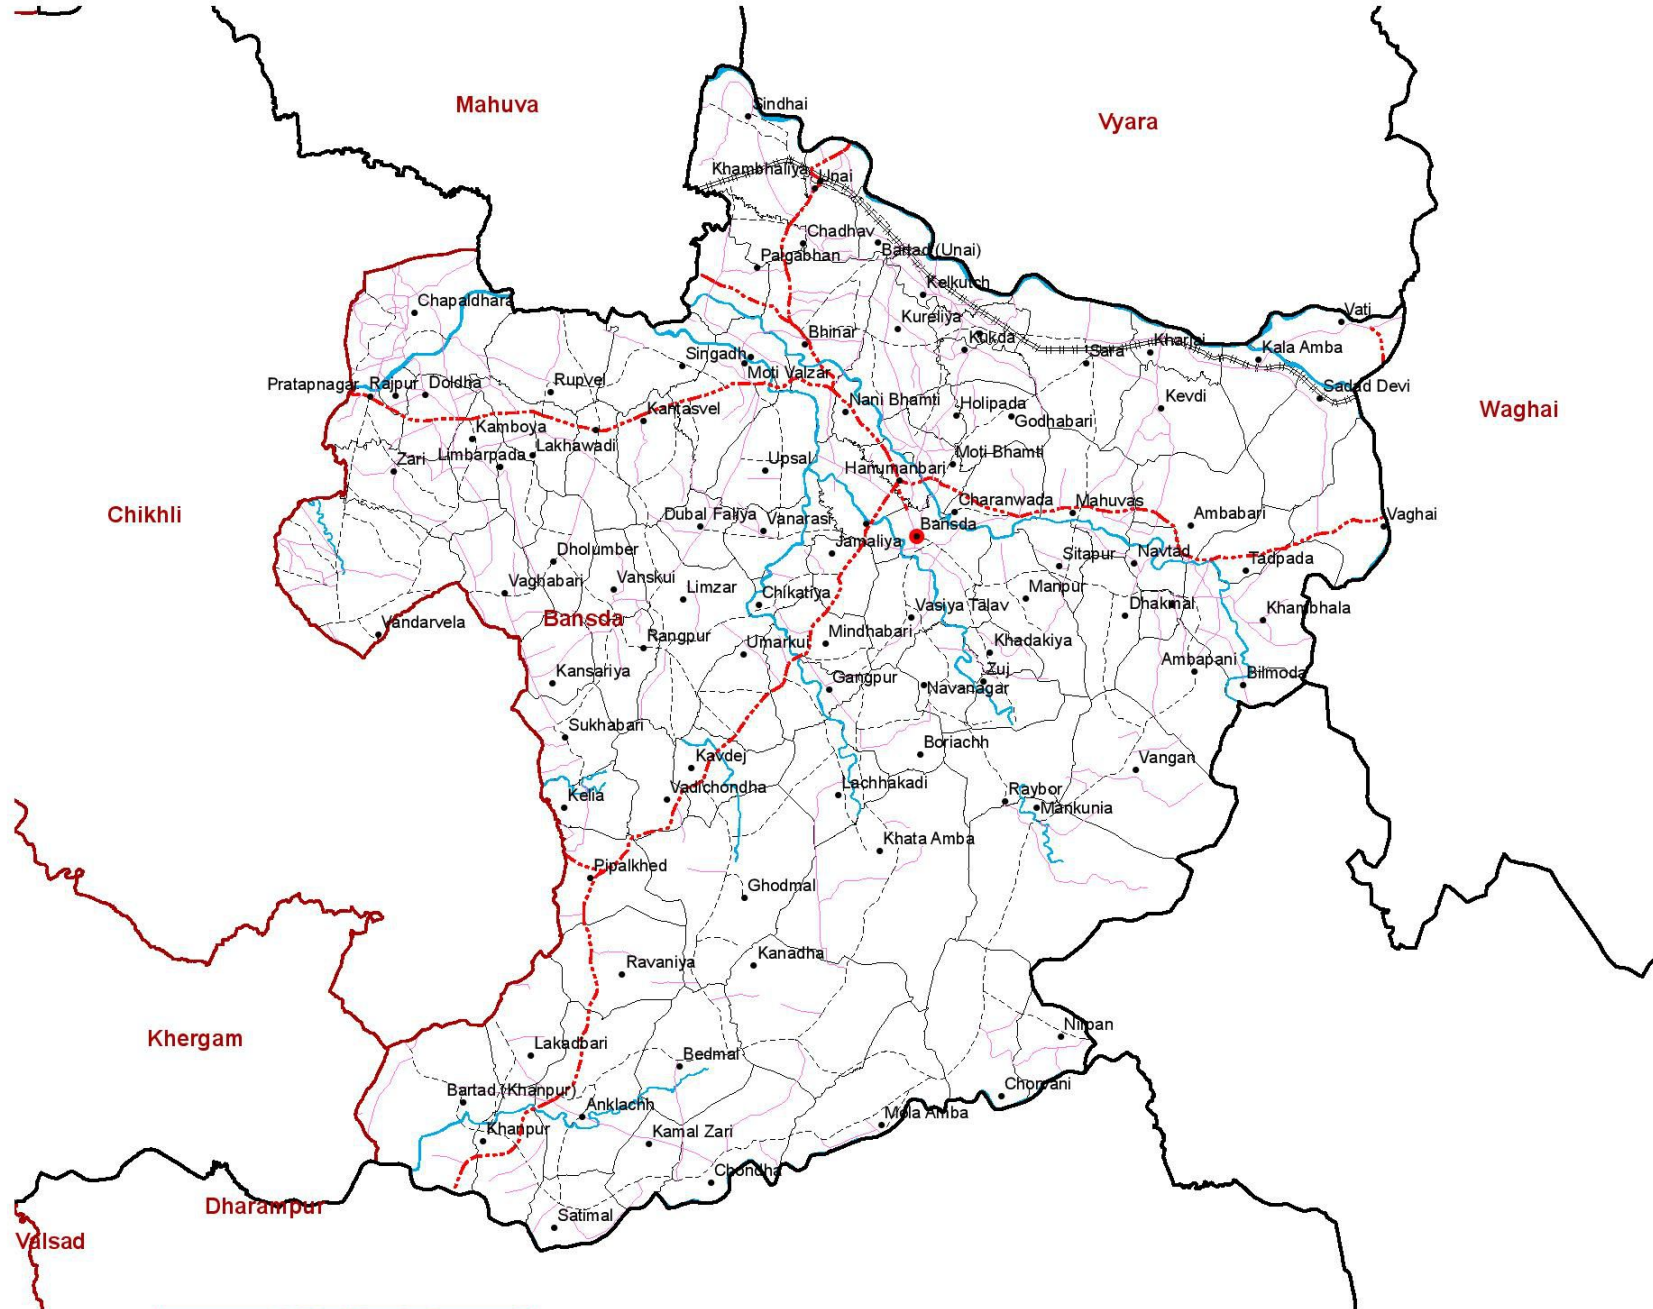 Mahuva
Sindhai
Vyara
Khambhaliya
Unai
Chadhav
Bartad (Unai)
Palgabhan
Kelkutch
Chapaldhara
Vati
Kureliya
Bhinar
Kukda
Kharjai
Kala Amba
Singadh
Sara
Moti Valzar
Pratapnagar
Rajpur
Doldha
Rupvel
Sadad Devi
Kevdi
Nani Bhamti
Holipada
Kantasvel
Waghai
Godhabari
Kamboya
Lakhawadi
Limbarpada
Zari
Upsal
Moti Bhamti
Hanumanbari
Charanwada
Mahuvas
Chikhli
Dubal Faliya
Vanarasi
Ambabari
Vaghai
Bansda
Jamaliya
Dholumber
Sitapur
Navtad
Tadpada
Vaghabari
Vanskui
Limzar
Chikatiya
Manpur
Vasiya Talav
Dhakmal
Khambhala
Vandarvela
Bansda
Rangpur
Umarkui
Mindhabari
Khadakiya
Ambapani
Kansariya
Gangpur
Zuj
Navanagar
Bilmoda
Sukhabari
Boriachh
Kavdej
Vangan
Kelia
Vadichondha
Lachhakadi
Raybor
Mankunia
Khata Amba
Pipalkhed
Ghodmal
Ravaniya
Kanadha
Khergam
Nirpan
Lakadbari
Bedmal
Bartad (Khanpur)
Chorvani
Anklachh
Mola Amba
Khanpur
Kamal Zari
Chondha
Dharampur
Satimal
Valsad